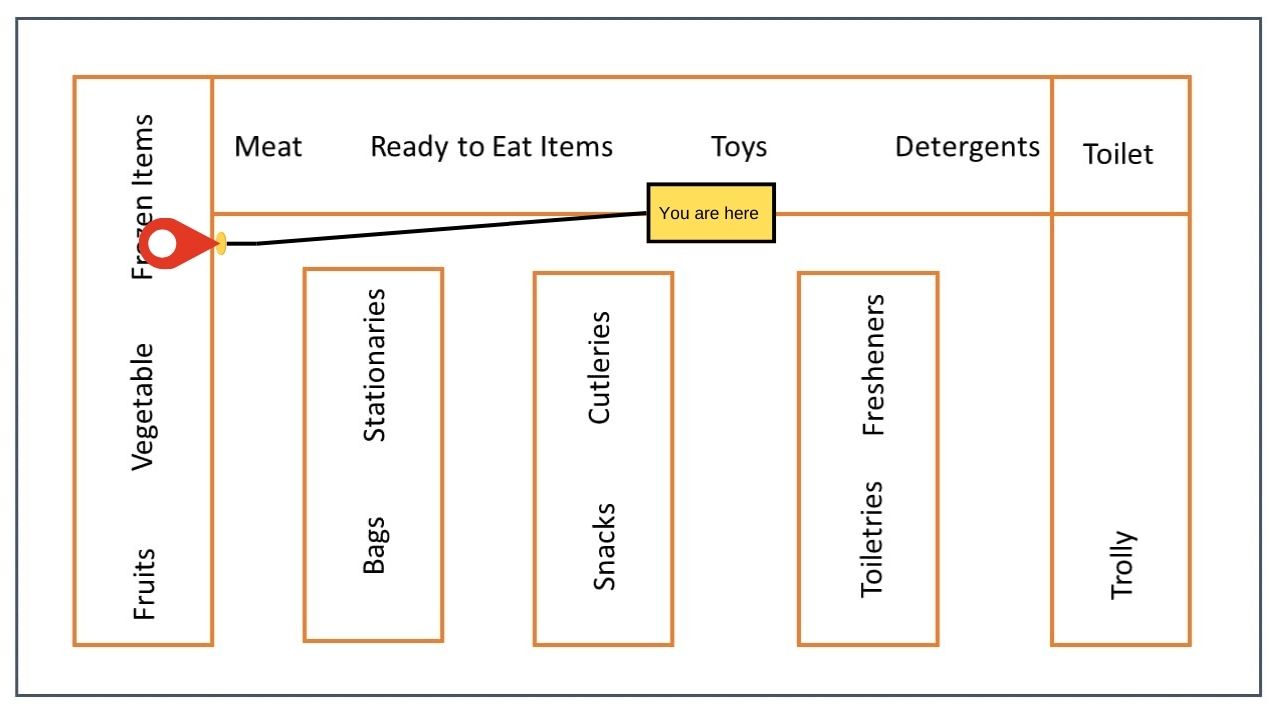 Meat
Ready to Eat Items
Toys
Detergents
Toilet
You are here
Frozen Items
Vegetable
Fruits
Stationaries
Bags
Cutleries
Snacks
Fresheners
Toiletries
Trolly